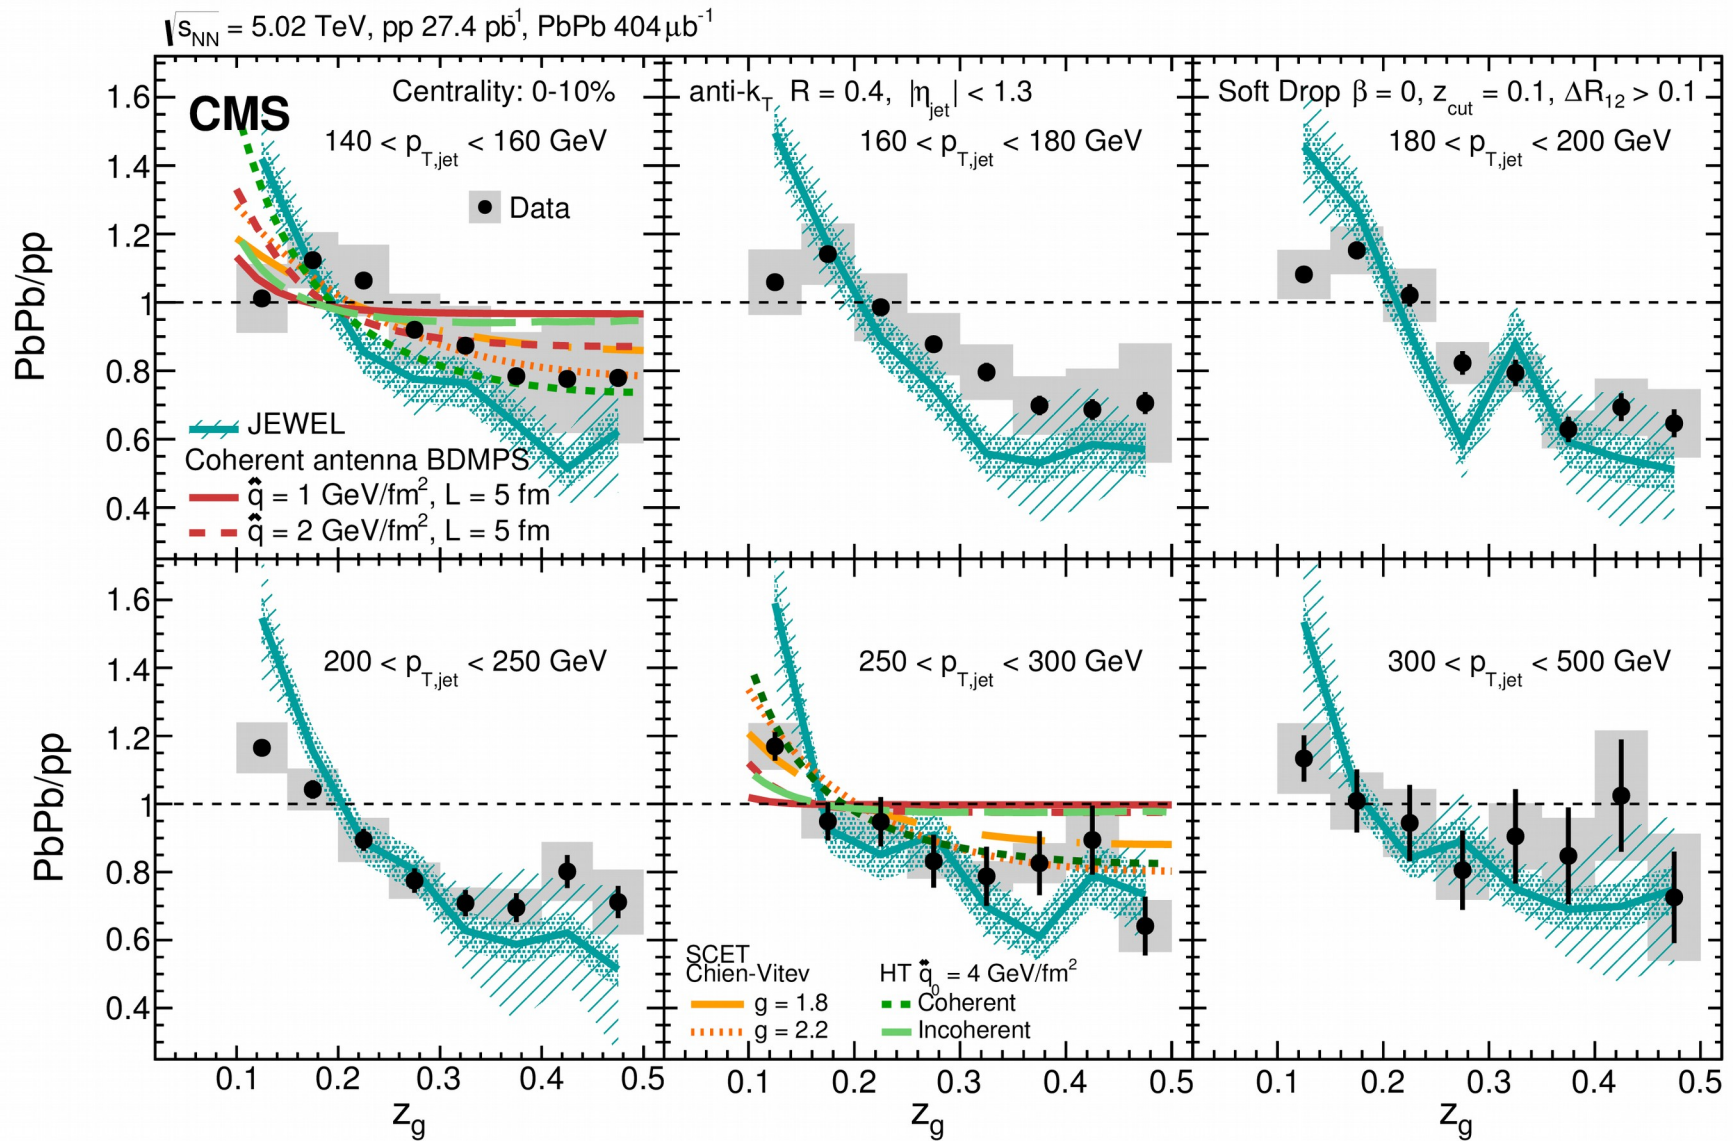 √s_NN = 5.02 TeV, pp 27.4 pb⁻¹, PbPb 404 μb⁻¹
CMS
Centrality: 0-10%
140 < p_T,jet < 160 GeV
Data
JEWEL
Coherent antenna BDMPS
q̂ = 1 GeV/fm², L = 5 fm
q̂ = 2 GeV/fm², L = 5 fm
PbPb/pp
1.6
1.4
1.2
1
0.8
0.6
0.4
anti-k_T R = 0.4, |η_jet| < 1.3
160 < p_T,jet < 180 GeV
Soft Drop β = 0, z_cut = 0.1, ΔR₁₂ > 0.1
180 < p_T,jet < 200 GeV
200 < p_T,jet < 250 GeV
PbPb/pp
1.6
1.4
1.2
1
0.8
0.6
0.4
250 < p_T,jet < 300 GeV
SCET
Chien-Vitev
g = 1.8
g = 2.2
HT q̂₀ = 4 GeV/fm²
Coherent
Incoherent
300 < p_T,jet < 500 GeV
0.1 0.2 0.3 0.4 0.5
z_g
0.1 0.2 0.3 0.4 0.5
z_g
0.1 0.2 0.3 0.4 0.5
z_g